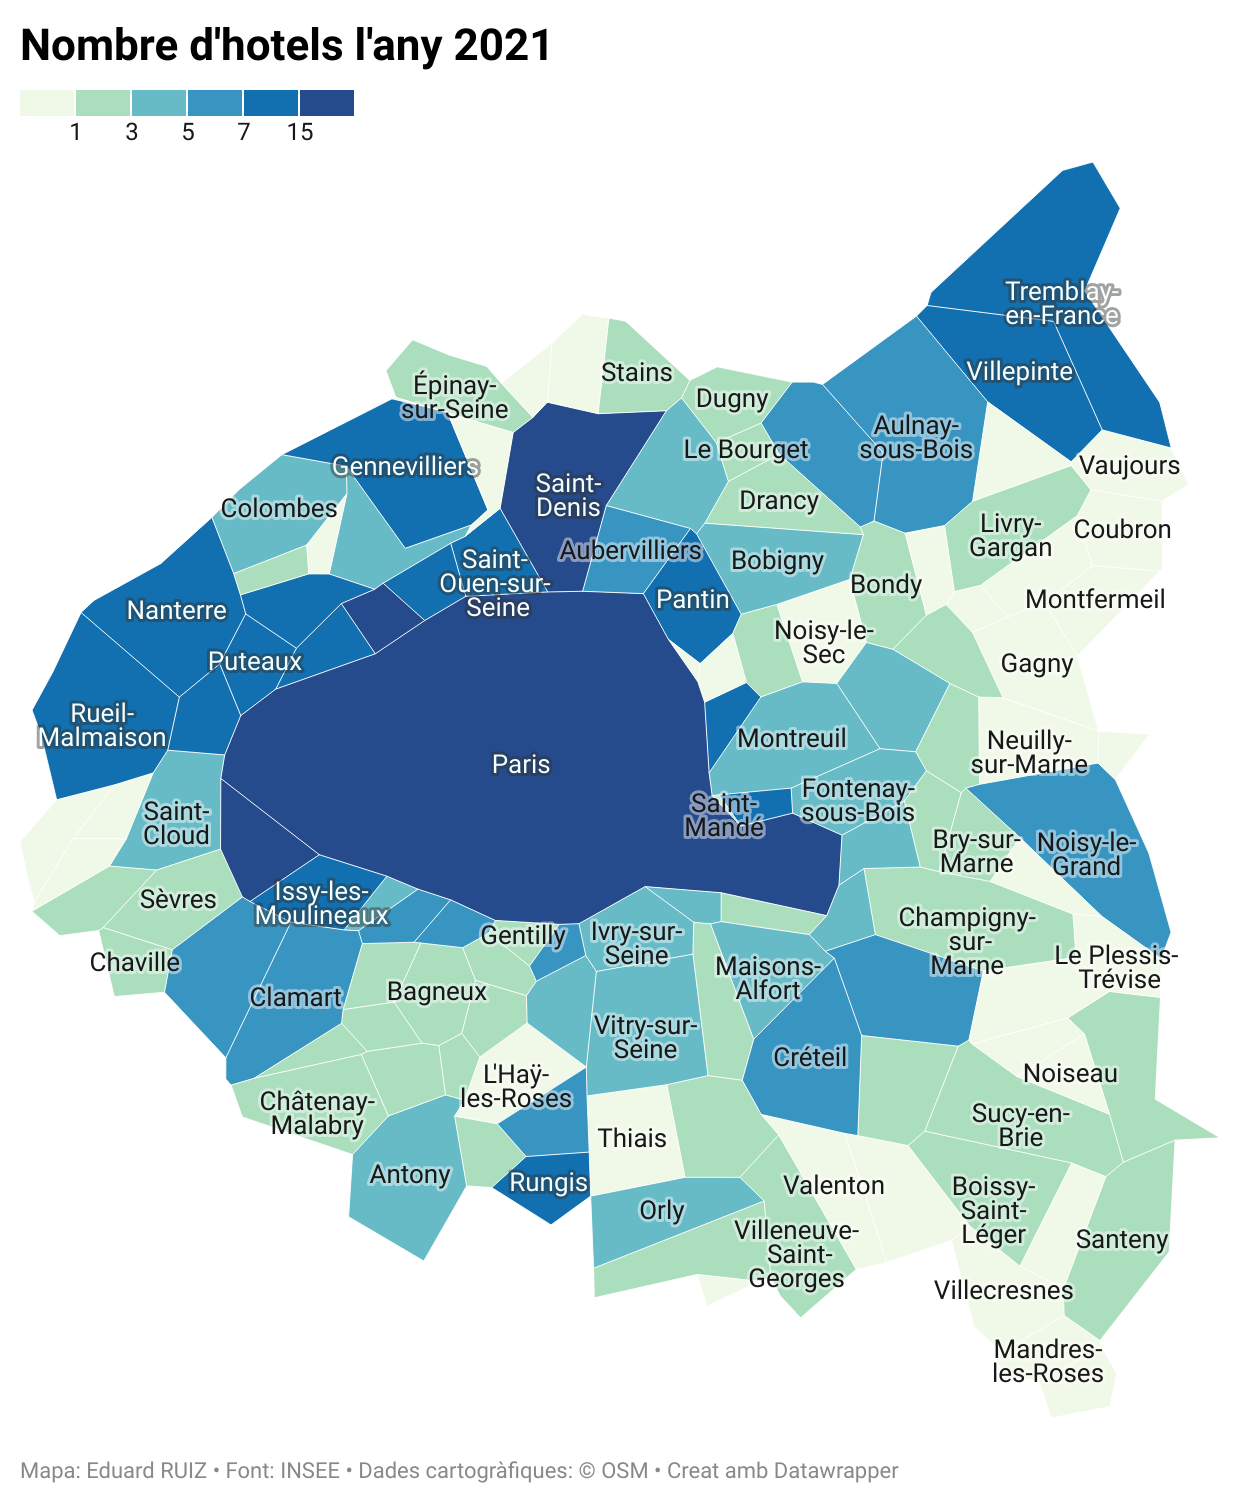 Nombre d'hotels l'any 2021
1 3 5 7 15
Tremblay-
en-France
Villepinte
Stains
Épinay-
sur-Seine
Dugny
Aulnay-
sous-Bois
Le Bourget
Vaujours
Gennevilliers
Saint-
Denis
Drancy
Colombes
Livry-
Gargan
Coubron
Aubervilliers
Bobigny
Saint-
Ouen-sur-
Seine
Bondy
Pantin
Montfermeil
Nanterre
Noisy-le-
Sec
Puteaux
Gagny
Rueil-
Malmaison
Montreuil
Neuilly-
sur-Marne
Paris
Saint-
Cloud
Saint-
Mandé
Fontenay-
sous-Bois
Bry-sur-
Marne
Noisy-le-
Grand
Sèvres
Issy-les-
Moulineaux
Gentilly
Ivry-sur-
Seine
Champigny-
sur-
Marne
Chaville
Le Plessis-
Trévise
Maisons-
Alfort
Clamart
Bagneux
Vitry-sur-
Seine
Créteil
L'Haÿ-
les-Roses
Noiseau
Châtenay-
Malabry
Sucy-en-
Brie
Thiais
Antony
Rungis
Valenton
Boissy-
Saint-
Léger
Orly
Villeneuve-
Saint-
Georges
Santeny
Villecresnes
Mandres-
les-Roses
Mapa: Eduard RUIZ • Font: INSEE • Dades cartogràfiques: © OSM • Creat amb Datawrapper